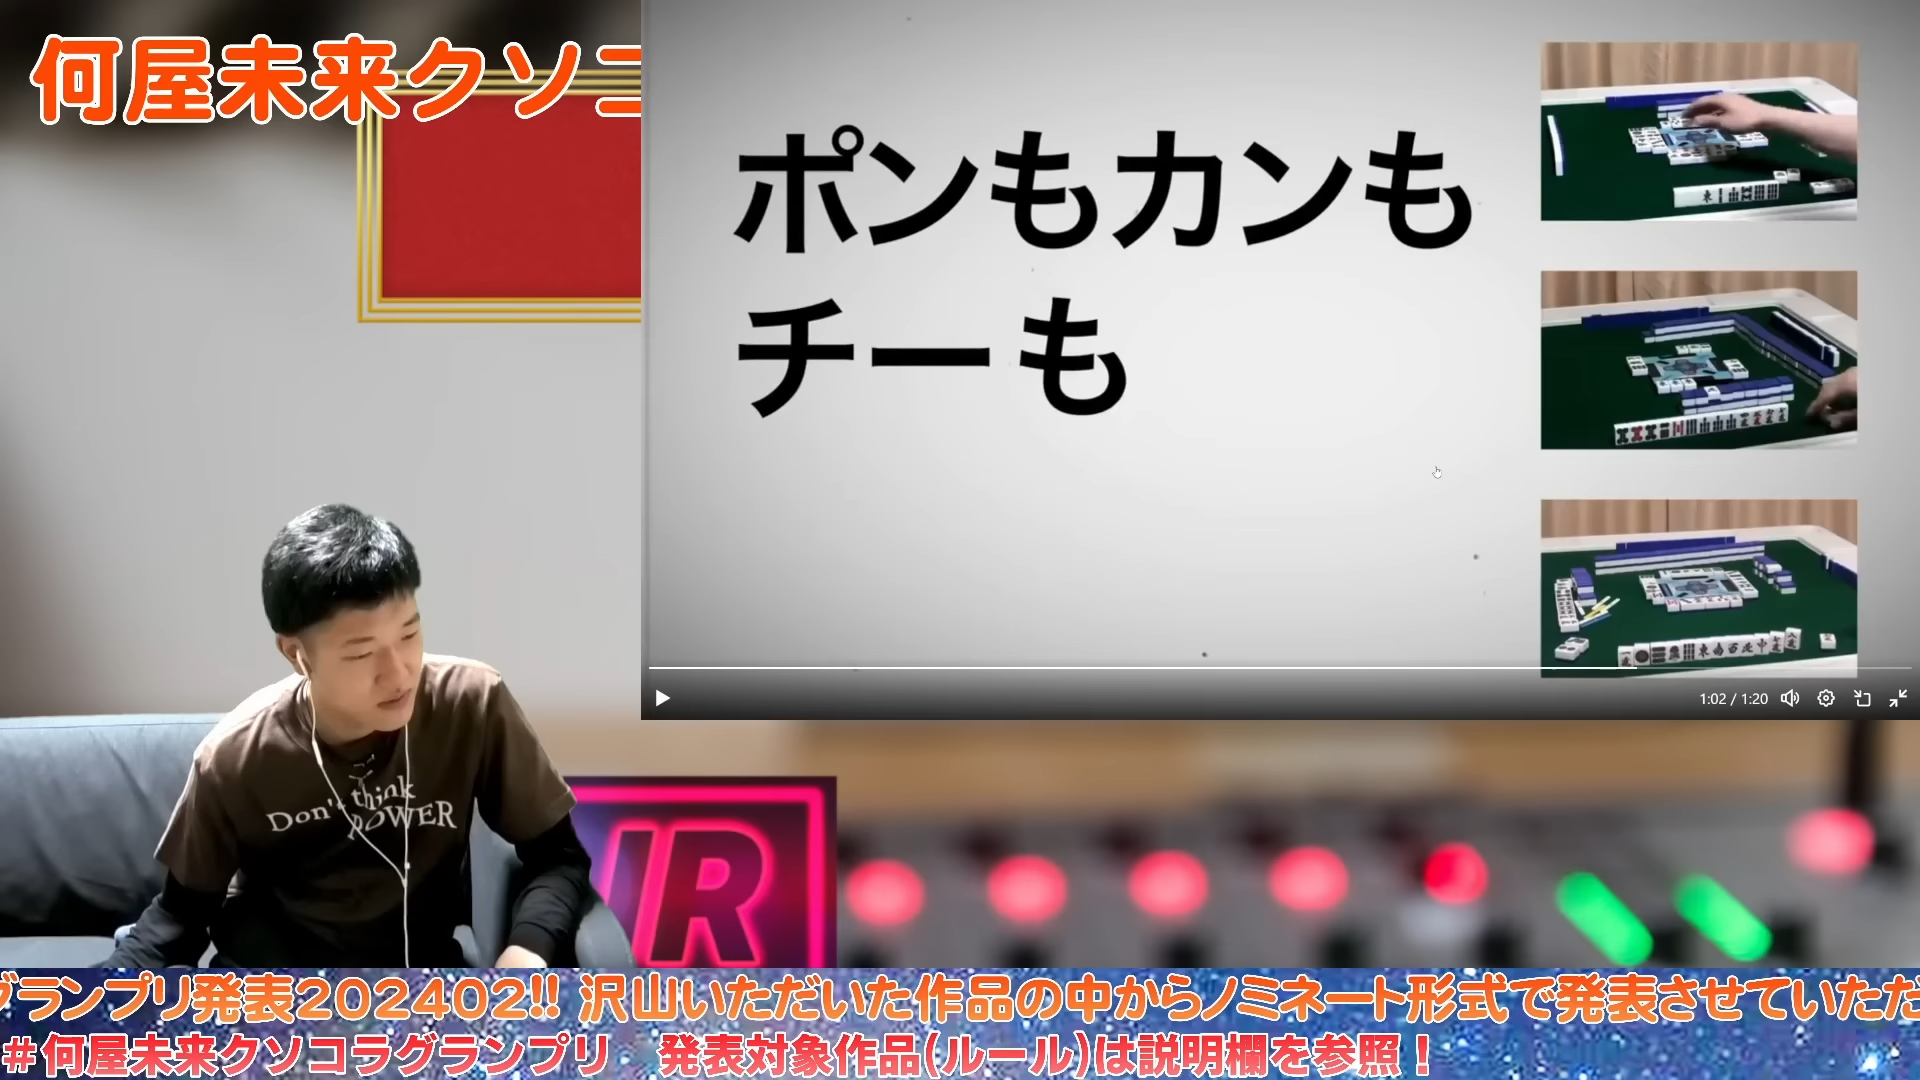 何屋未来クソコ
ポンもカンも
チーも
1:02 / 1:20
Don't think
POWER
IR
グランプリ発表202402!! 沢山いただいた作品の中からノミネート形式で発表させていただ
#何屋未来クソコラグランプリ　発表対象作品(ルール)は説明欄を参照！